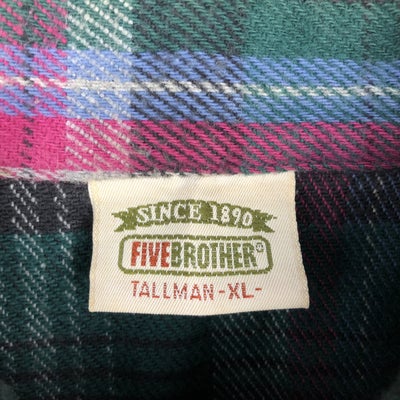 SINCE 1890
FIVEBROTHER®
TALLMAN -XL-